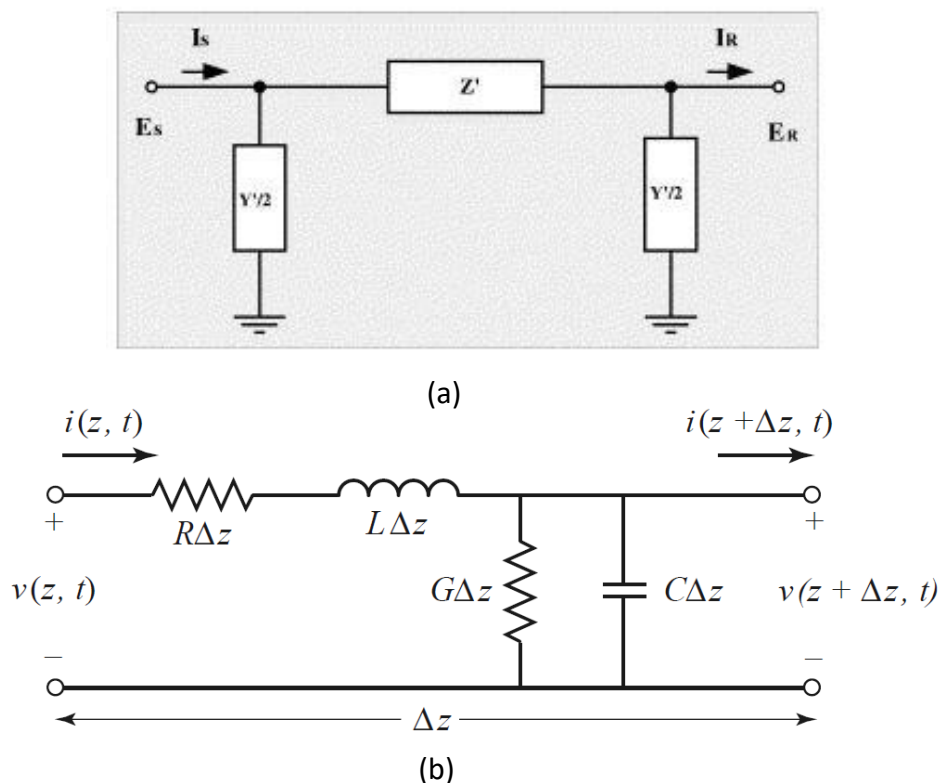 Is IR
Z'
Es ER
Y'/2 Y'/2
(a)
i(z, t) i(z + Δz, t)
+ +
RΔz LΔz
v(z, t) GΔz CΔz v(z + Δz, t)
– –
Δz
(b)